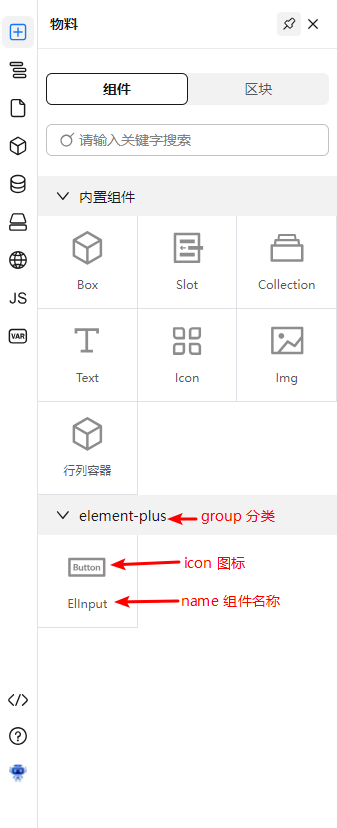 物料
组件 区块
请输入关键字搜索
内置组件
Box Slot Collection
Text Icon Img
JS
VAR
行列容器
element-plus group 分类
Button icon 图标
ElInput name 组件名称